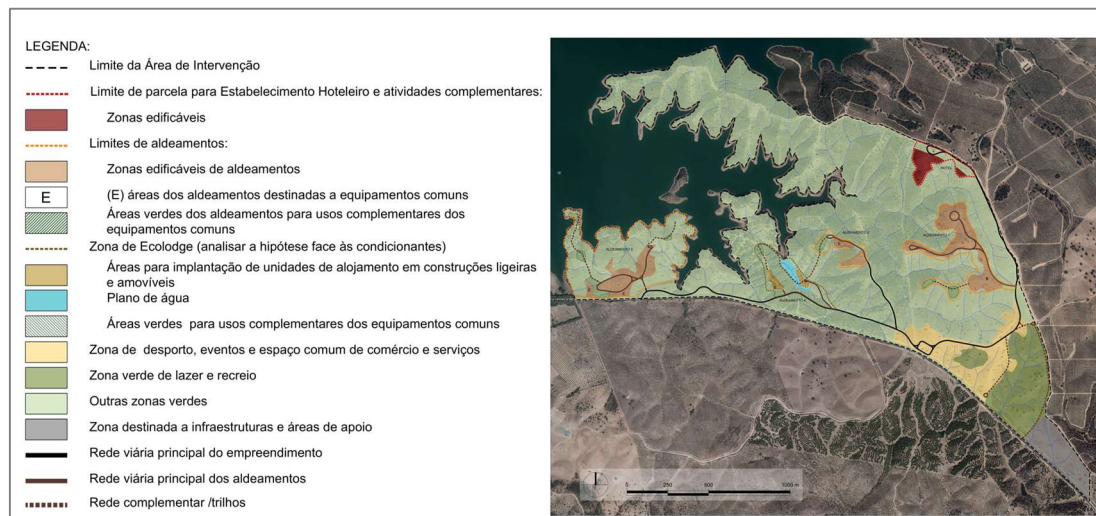 LEGENDA:
Limite da Área de Intervenção
Limite de parcela para Estabelecimento Hoteleiro e atividades complementares:
Zonas edificáveis
Limites de aldeamentos:
Zonas edificáveis de aldeamentos
E
(E) áreas dos aldeamentos destinadas a equipamentos comuns
Áreas verdes dos aldeamentos para usos complementares dos
equipamentos comuns
Zona de Ecolodge (analisar a hipótese face às condicionantes)
Áreas para implantação de unidades de alojamento em construções ligeiras
e amovíveis
Plano de água
Áreas verdes para usos complementares dos equipamentos comuns
Zona de desporto, eventos e espaço comum de comércio e serviços
Zona verde de lazer e recreio
Outras zonas verdes
Zona destinada a infraestruturas e áreas de apoio
Rede viária principal do empreendimento
Rede viária principal dos aldeamentos
Rede complementar /trilhos
HOTEL
0 250 500 1000 m